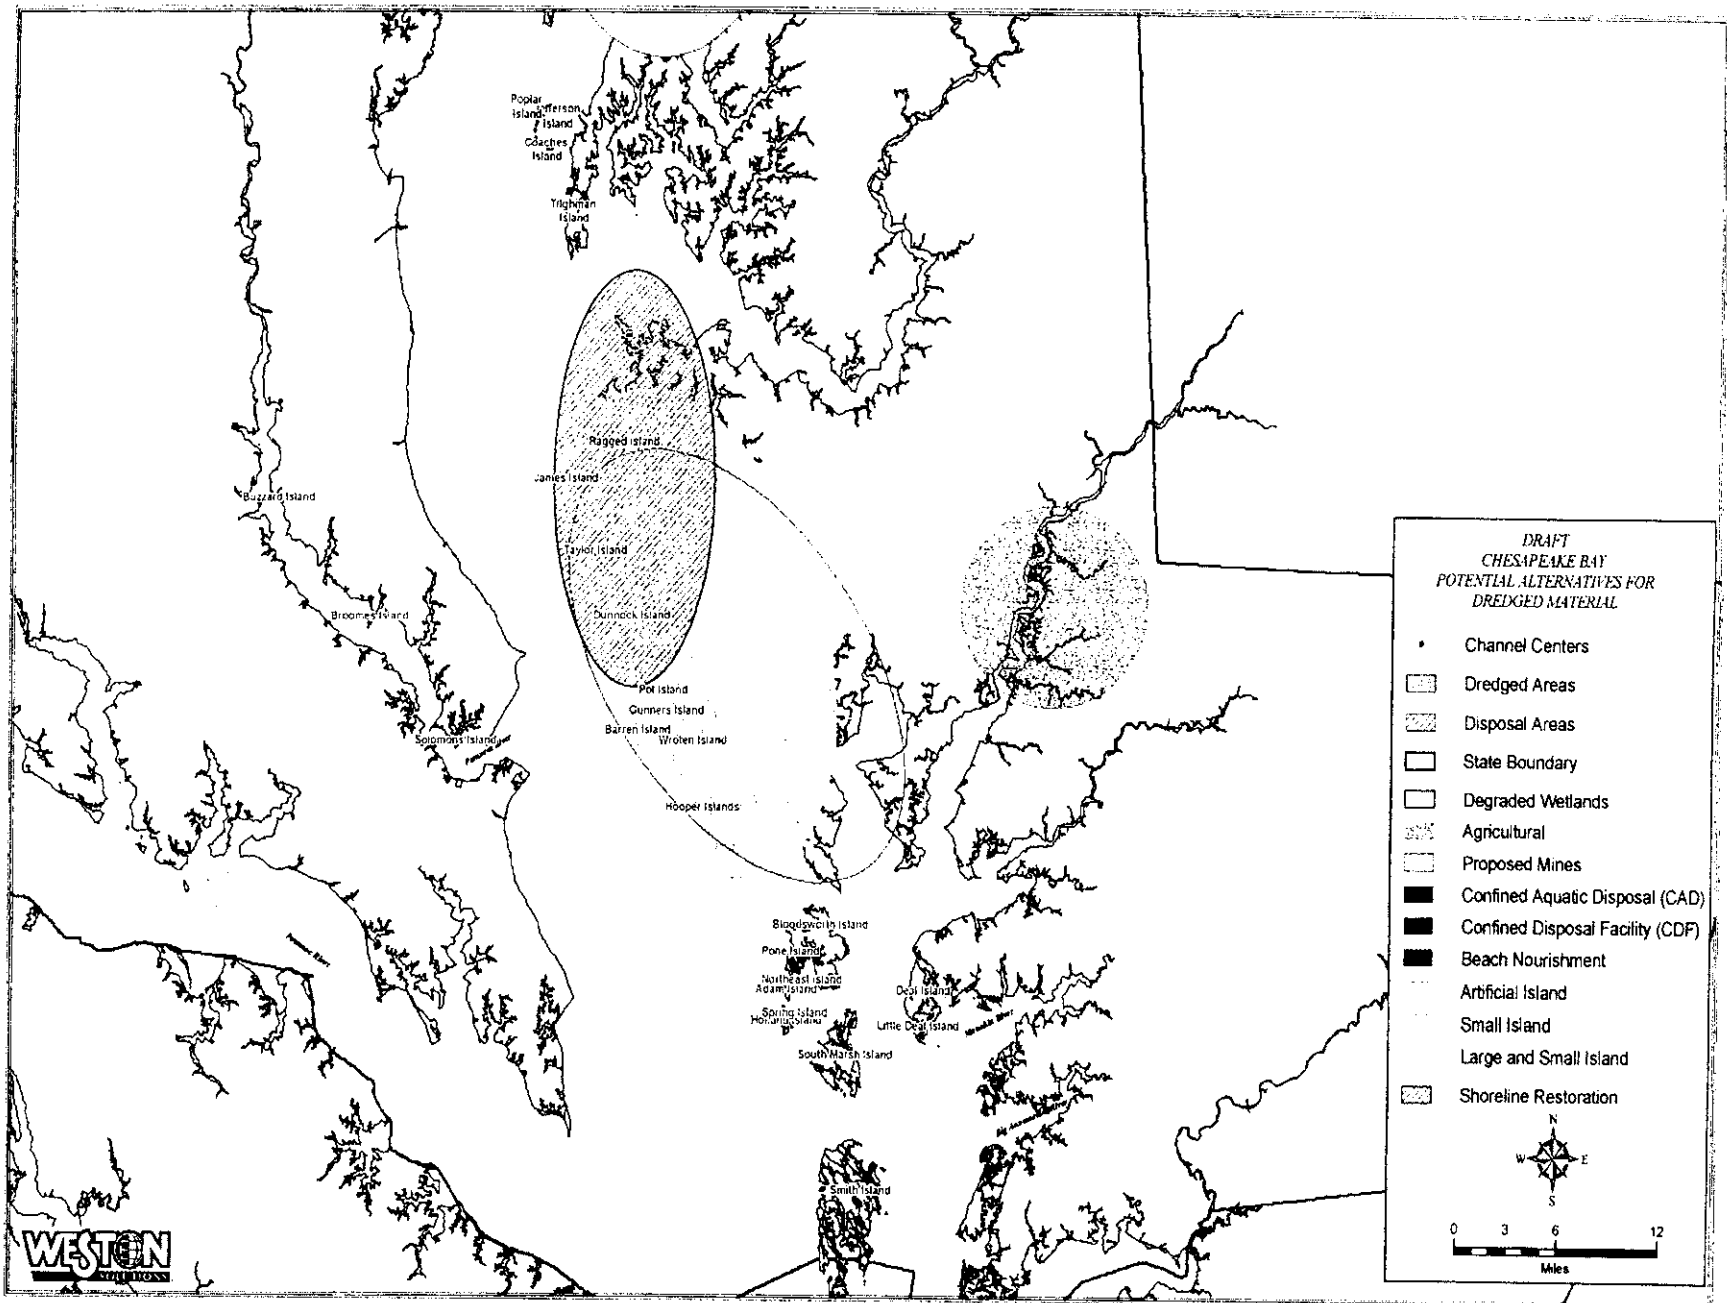 Poplar
Island
Jefferson
Island
Coaches
Island
Tilghman
Island
Ragged Island
James Island
Buzzard Island
Taylor Island
Broomes Island
Dunnock Island
Pot Island
Gunners Island
Barren Island
Wroten Island
Solomons Island
Hooper Islands
Bloodsworth Island
Pone Island
Northeast Island
Adam Island
Spring Island
Holland Island
Deal Island
Little Deal Island
South Marsh Island
Smith Island
DRAFT
CHESAPEAKE BAY
POTENTIAL ALTERNATIVES FOR
DREDGED MATERIAL
Channel Centers
Dredged Areas
Disposal Areas
State Boundary
Degraded Wetlands
Agricultural
Proposed Mines
Confined Aquatic Disposal (CAD)
Confined Disposal Facility (CDF)
Beach Nourishment
Artificial Island
Small Island
Large and Small Island
Shoreline Restoration
N
W E
S
0 3 6 12
Miles
WESTON
SOLUTIONS